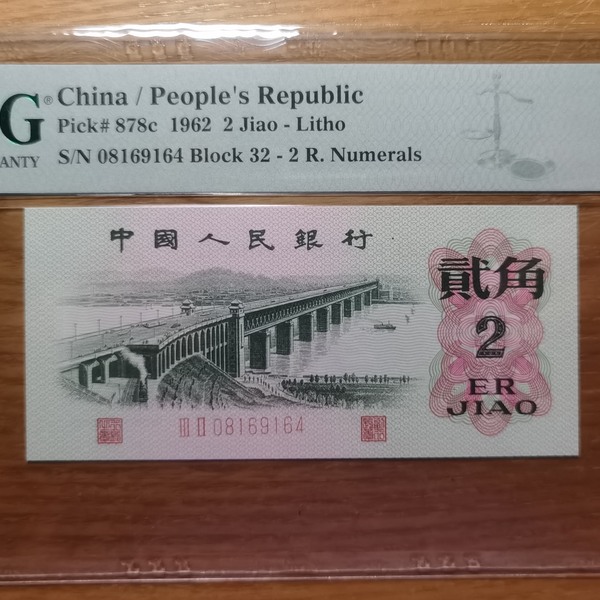 G® China / People's Republic
Pick# 878c 1962 2 Jiao - Litho
ANTY S/N 08169164 Block 32 - 2 R. Numerals
中國人民銀行
貳角
2
ER
JIAO
III II 08169164